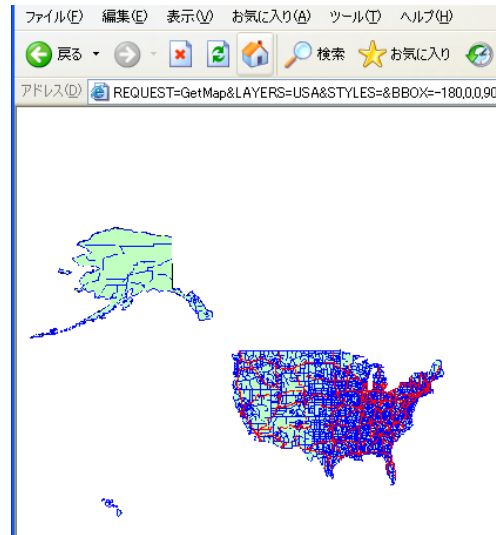 ファイル(F) 編集(E) 表示(V) お気に入り(A) ツール(T) ヘルプ(H)
戻る 検索 お気に入り
アドレス(D) REQUEST=GetMap&LAYERS=USA&STYLES=&BBOX=-180,0,0,90